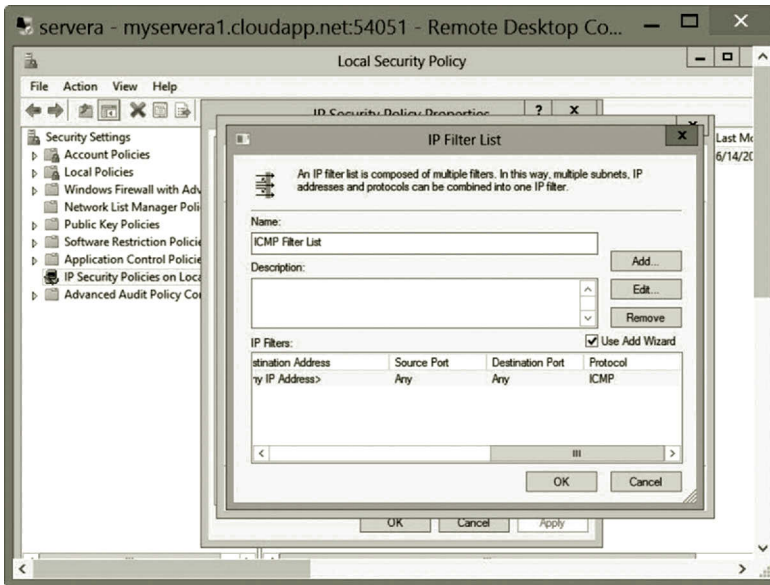 servera - myservera1.cloudapp.net:54051 - Remote Desktop Co...
Local Security Policy
File Action View Help
IP Security Policy Properties
Security Settings
Account Policies
Local Policies
Windows Firewall with Adv
Network List Manager Poli
Public Key Policies
Software Restriction Policie
Application Control Policie
IP Security Policies on Loca
Advanced Audit Policy Co
Last Mo
6/14/20
IP Filter List
An IP filter list is composed of multiple filters. In this way, multiple subnets, IP
addresses and protocols can be combined into one IP filter.
Name:
ICMP Filter List
Description:
Add...
Edit...
Remove
IP Filters:
Use Add Wizard
stination Address Source Port Destination Port Protocol
ny IP Address> Any Any ICMP
OK Cancel
OK Cancel Apply